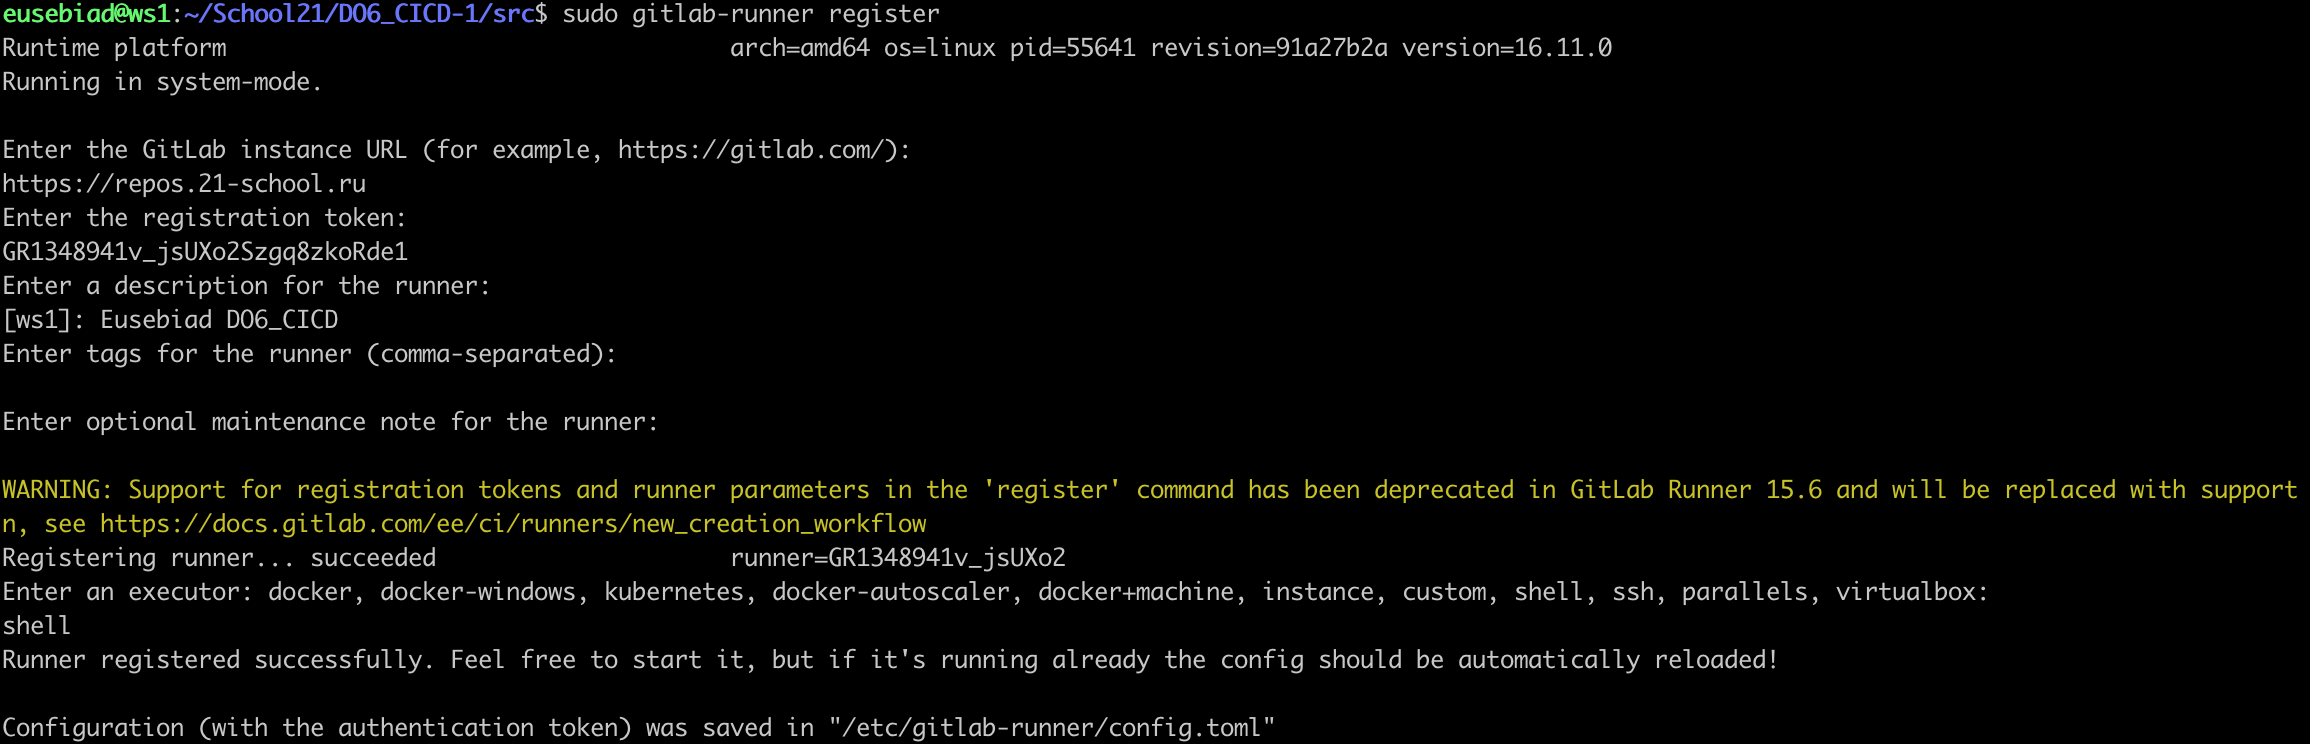 eusebiad@ws1:~/School21/DO6_CICD-1/src$ sudo gitlab-runner register
Runtime platform                                    arch=amd64 os=linux pid=55641 revision=91a27b2a version=16.11.0
Running in system-mode.

Enter the GitLab instance URL (for example, https://gitlab.com/):
https://repos.21-school.ru
Enter the registration token:
GR1348941v_jsUXo2Szgq8zkoRde1
Enter a description for the runner:
[ws1]: Eusebiad DO6_CICD
Enter tags for the runner (comma-separated):

Enter optional maintenance note for the runner:

WARNING: Support for registration tokens and runner parameters in the 'register' command has been deprecated in GitLab Runner 15.6 and will be replaced with support
n, see https://docs.gitlab.com/ee/ci/runners/new_creation_workflow
Registering runner... succeeded                     runner=GR1348941v_jsUXo2
Enter an executor: docker, docker-windows, kubernetes, docker-autoscaler, docker+machine, instance, custom, shell, ssh, parallels, virtualbox:
shell
Runner registered successfully. Feel free to start it, but if it's running already the config should be automatically reloaded!

Configuration (with the authentication token) was saved in "/etc/gitlab-runner/config.toml"